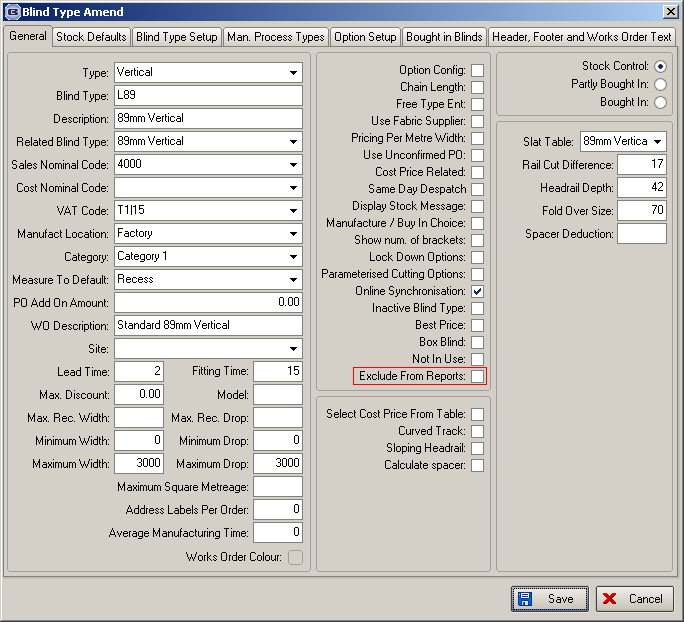 Blind Type Amend
General
Stock Defaults
Blind Type Setup
Man. Process Types
Option Setup
Bought in Blinds
Header, Footer and Works Order Text
Type: Vertical
Blind Type: L89
Description: 89mm Vertical
Related Blind Type: 89mm Vertical
Sales Nominal Code: 4000
Cost Nominal Code:
VAT Code: T1|15
Manufact Location: Factory
Category: Category 1
Measure To Default: Recess
PO Add On Amount: 0.00
WO Description: Standard 89mm Vertical
Site:
Lead Time: 2 Fitting Time: 15
Max. Discount: 0.00 Model:
Max. Rec. Width: Max. Rec. Drop:
Minimum Width: 0 Minimum Drop: 0
Maximum Width: 3000 Maximum Drop: 3000
Maximum Square Metreage:
Address Labels Per Order: 0
Average Manufacturing Time: 0
Works Order Colour:
Option Config:
Chain Length:
Free Type Ent:
Use Fabric Supplier:
Pricing Per Metre Width:
Use Unconfirmed PO:
Cost Price Related:
Same Day Despatch
Display Stock Message:
Manufacture / Buy In Choice:
Show num. of brackets:
Lock Down Options:
Parameterised Cutting Options:
Online Synchronisation:
Inactive Blind Type:
Best Price:
Box Blind:
Not In Use:
Exclude From Reports:
Select Cost Price From Table:
Curved Track:
Sloping Headrail:
Calculate spacer:
Stock Control:
Partly Bought In:
Bought In:
Slat Table: 89mm Vertica
Rail Cut Difference: 17
Headrail Depth: 42
Fold Over Size: 70
Spacer Deduction:
Save
Cancel